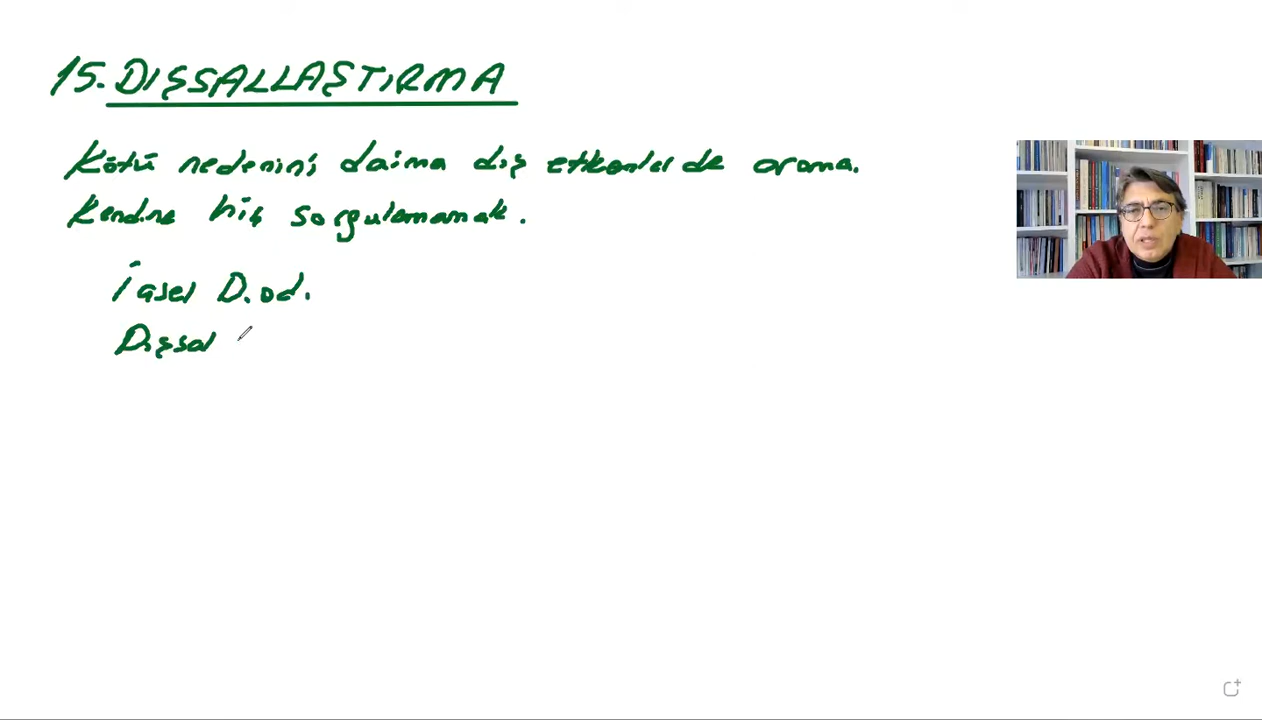 15. DIŞSALLAŞTIRMA
Kötü nedenini daima dış etkenlerde arama.
Kendine hiç sorgulamamak.
İçsel D. od.
Dışsal